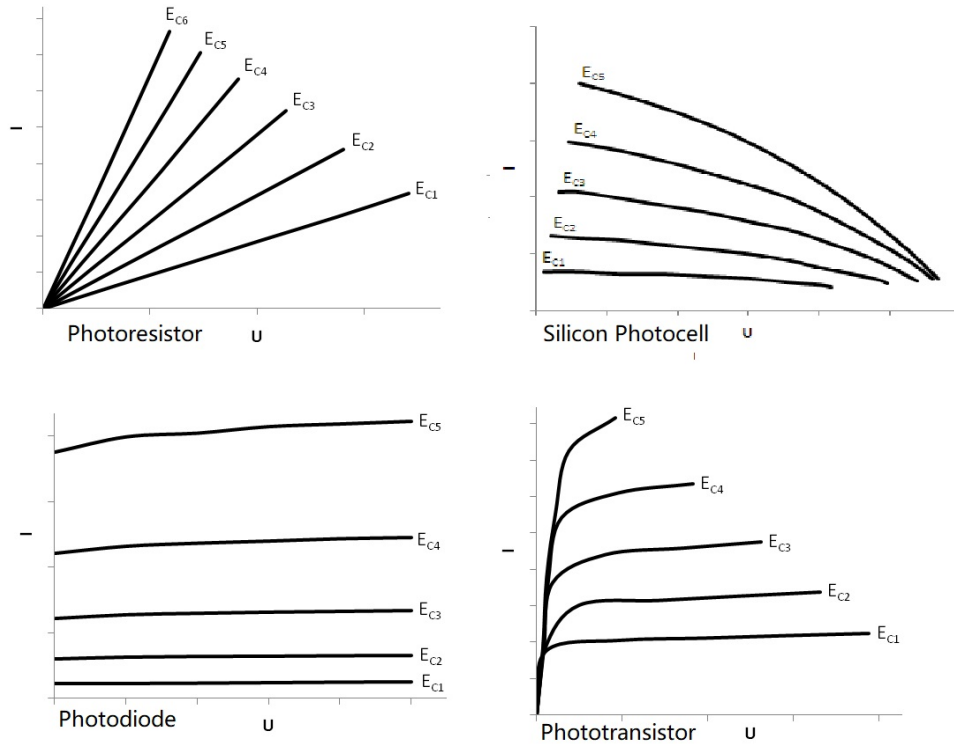 E_C6
E_C5
E_C4
E_C3
E_C2
E_C1
I
Photoresistor U
E_C5
E_C4
E_C3
E_C2
E_C1
I
Silicon Photocell U
E_C5
E_C4
E_C3
E_C2
E_C1
I
Photodiode U
E_C5
E_C4
E_C3
E_C2
E_C1
I
Phototransistor U